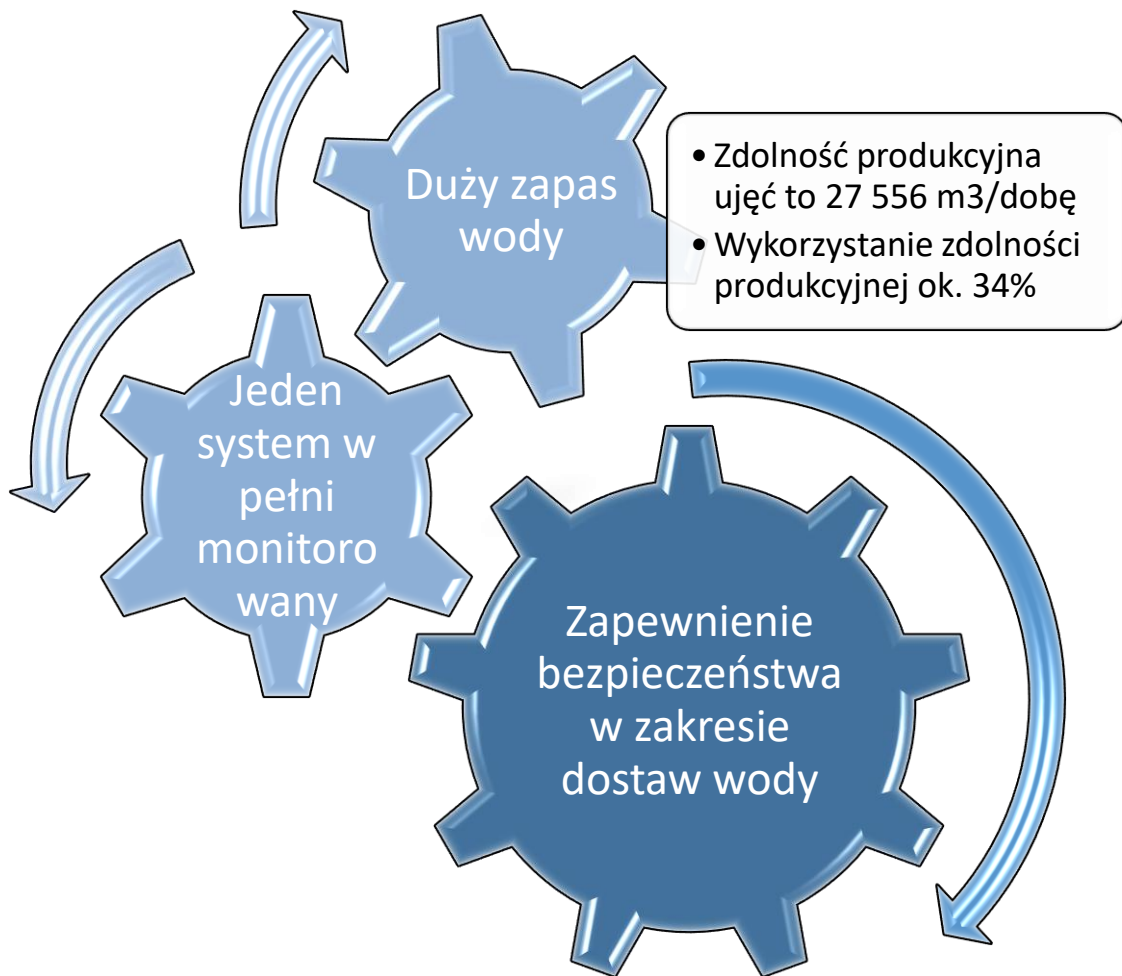 Duży zapas
wody
• Zdolność produkcyjna
ujęć to 27 556 m3/dobę
• Wykorzystanie zdolności
produkcyjnej ok. 34%
Jeden
system w
pełni
monitoro
wany
Zapewnienie
bezpieczeństwa
w zakresie
dostaw wody